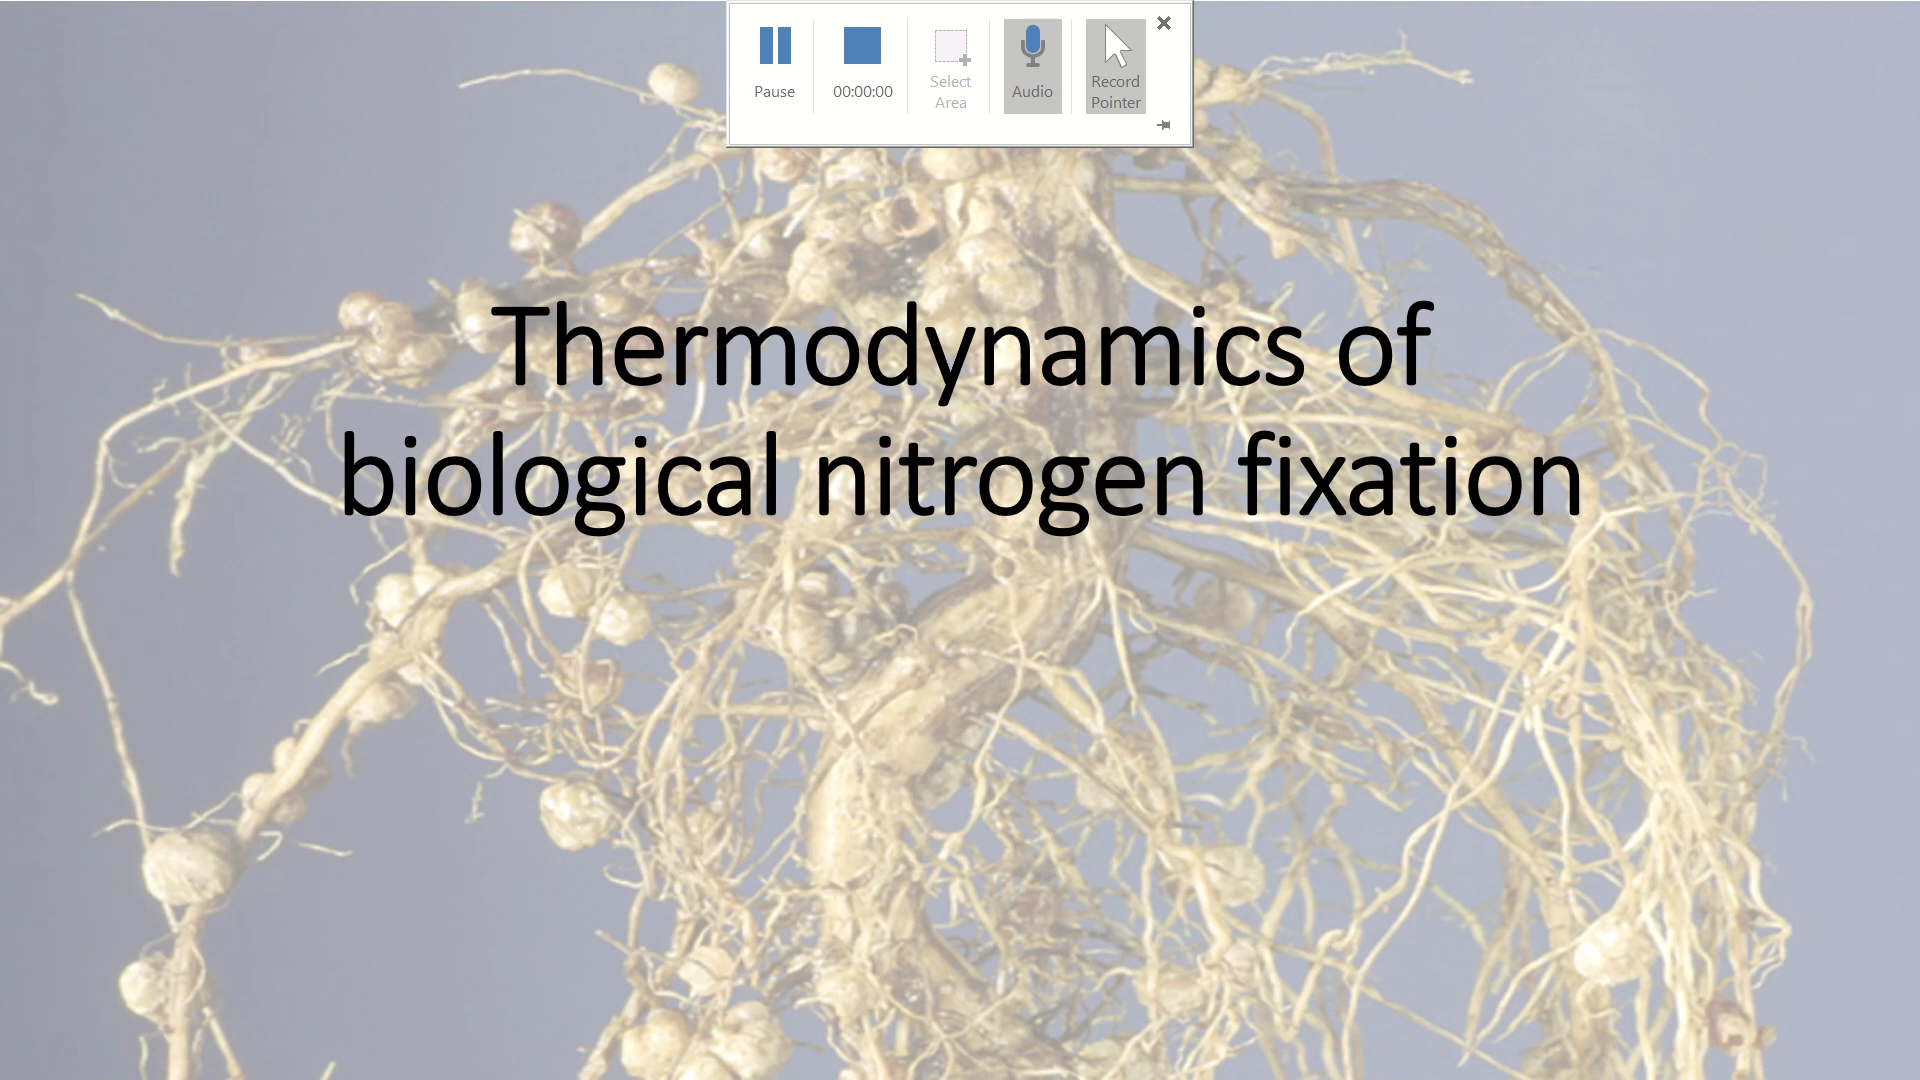 Pause
00:00:00
Select
Area
Audio
Record
Pointer
Thermodynamics of
biological nitrogen fixation